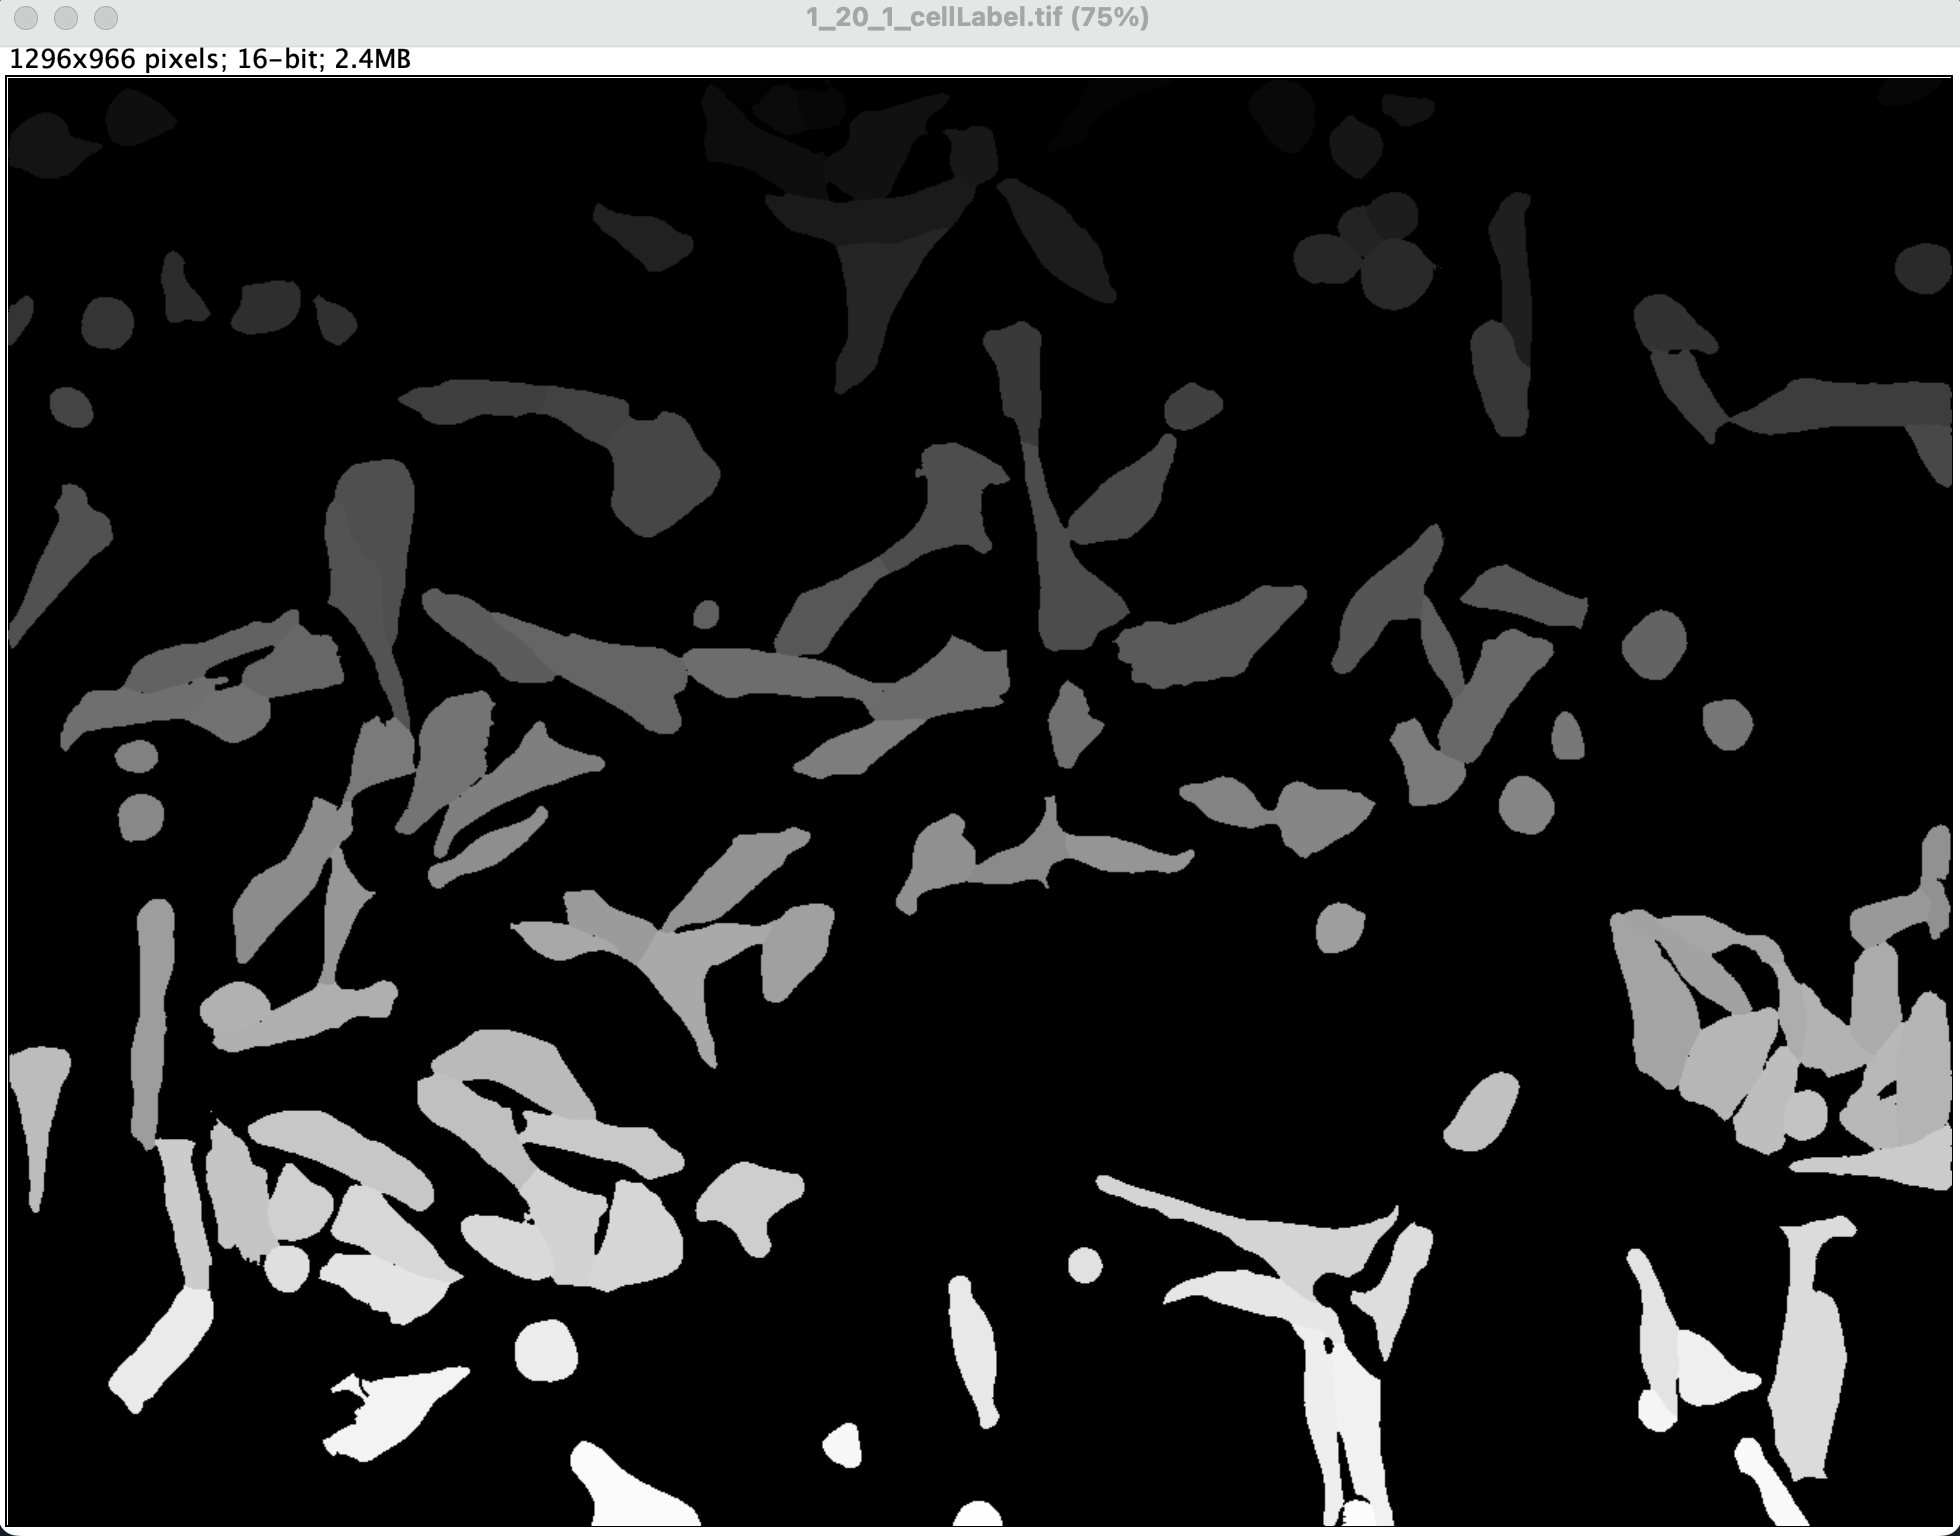 1_20_1_cellLabel.tif (75%)
1296x966 pixels; 16-bit; 2.4MB